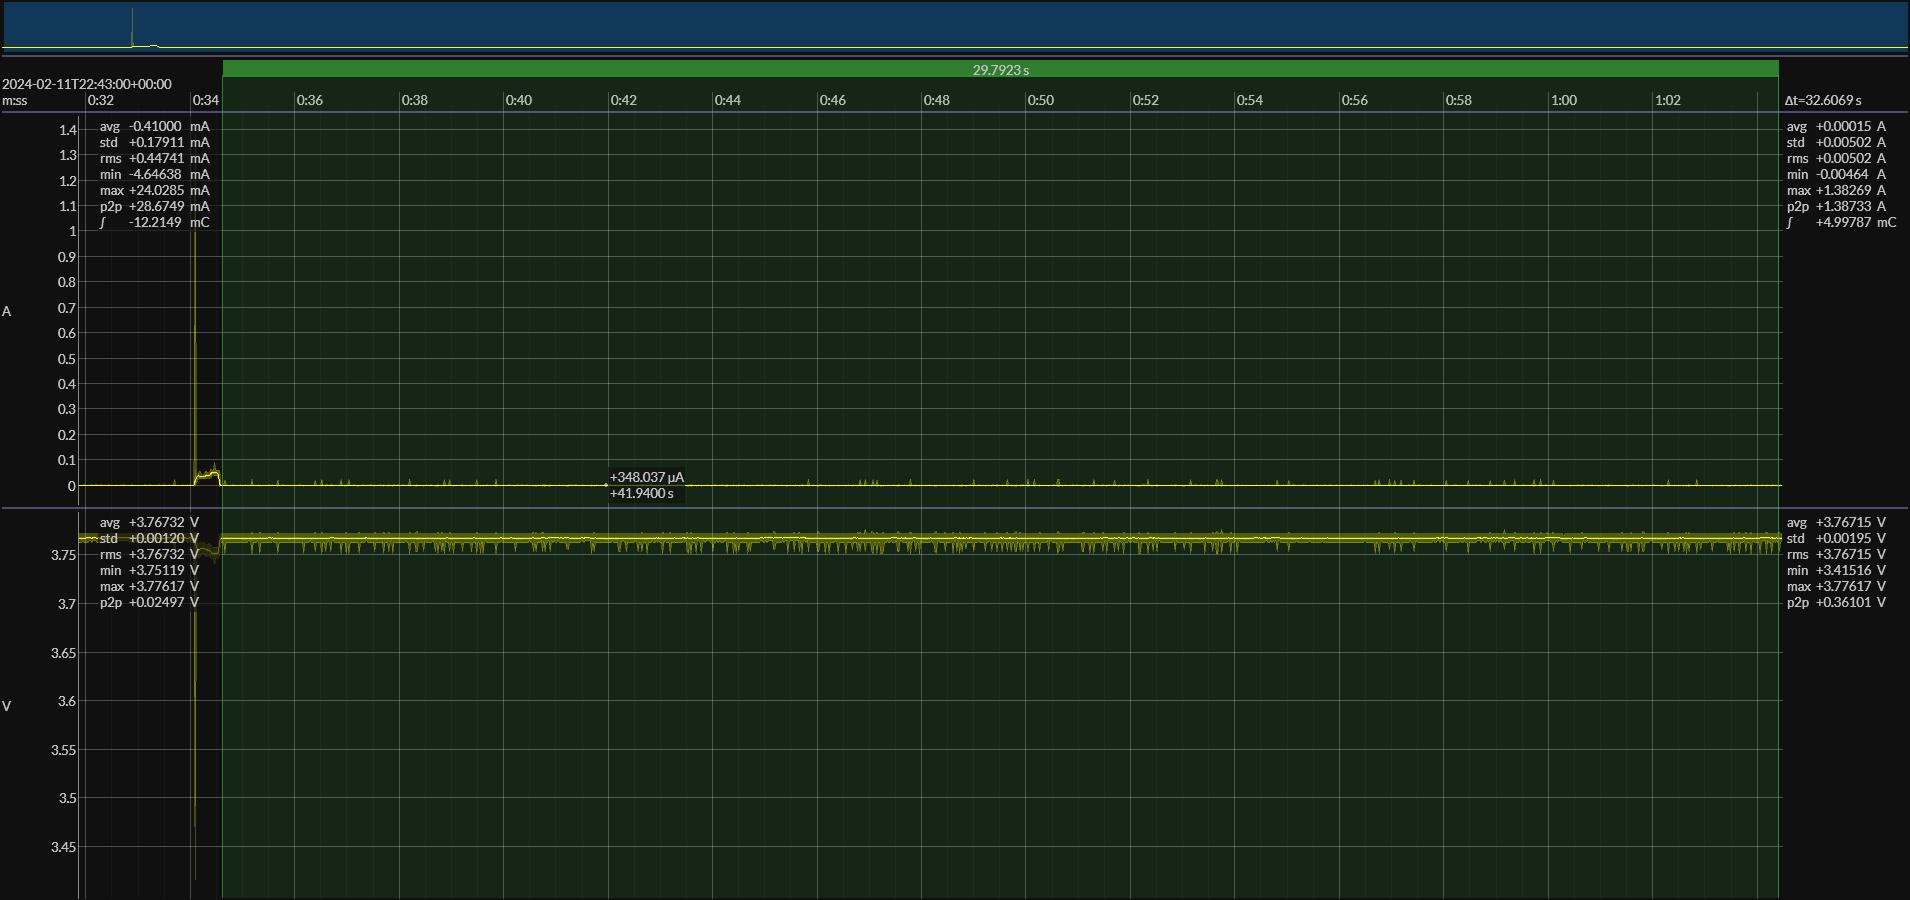 29.7923 s
2024-02-11T22:43:00+00:00
m:ss 0:32 0:34 0:36 0:38 0:40 0:42 0:44 0:46 0:48 0:50 0:52 0:54 0:56 0:58 1:00 1:02 Δt=32.6069 s
A
1.4
1.3
1.2
1.1
1
0.9
0.8
0.7
0.6
0.5
0.4
0.3
0.2
0.1
0
avg -0.41000 mA
std +0.17911 mA
rms +0.44741 mA
min -4.64638 mA
max +24.0285 mA
p2p +28.6749 mA
∫ -12.2149 mC
+348.037 µA
+41.9400 s
avg +0.00015 A
std +0.00502 A
rms +0.00502 A
min -0.00464 A
max +1.38269 A
p2p +1.38733 A
∫ +4.99787 mC
V
3.75
3.7
3.65
3.6
3.55
3.5
3.45
avg +3.76732 V
std +0.00120 V
rms +3.76732 V
min +3.75119 V
max +3.77617 V
p2p +0.02497 V
avg +3.76715 V
std +0.00195 V
rms +3.76715 V
min +3.41516 V
max +3.77617 V
p2p +0.36101 V